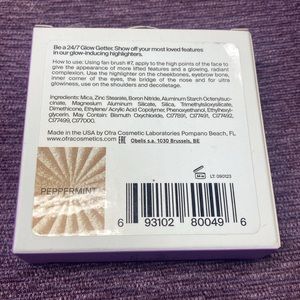 Be a 24/7 Glow Getter. Show off your most loved features
in our glow-inducing highlighters.
How to use: Using fan brush #7, apply to the high points of the face to
give the appearance of more lifted features and a glowing, radiant
complexion. Use the highlighter on the cheekbones, eyebrow bone,
inner corner of the eyes, the bridge of the nose and for ultra
glowiness, use on the shoulders and decolletage.
Ingredients: Mica, Zinc Stearate, Boron Nitride, Aluminum Starch Octenylsuc-
cinate, Magnesium Aluminum Silicate, Silica, Trimethylsiloxysilicate,
Dimethicone, Ethylene/ Acrylic Acid Copolymer, Phenoxyethanol, Ethylhexyl-
glycerin, May Contain: Bismuth Oxychloride, CI77891, CI77491, CI77492,
CI77499, CI77000.
Made in the USA by Ofra Cosmetic Laboratories Pompano Beach, FL
www.ofracosmetics.com
Obelis s.a. 1030 Brussels, BE
PEPPERMINT
24 M
LT: 090123
6 93102 80049 6